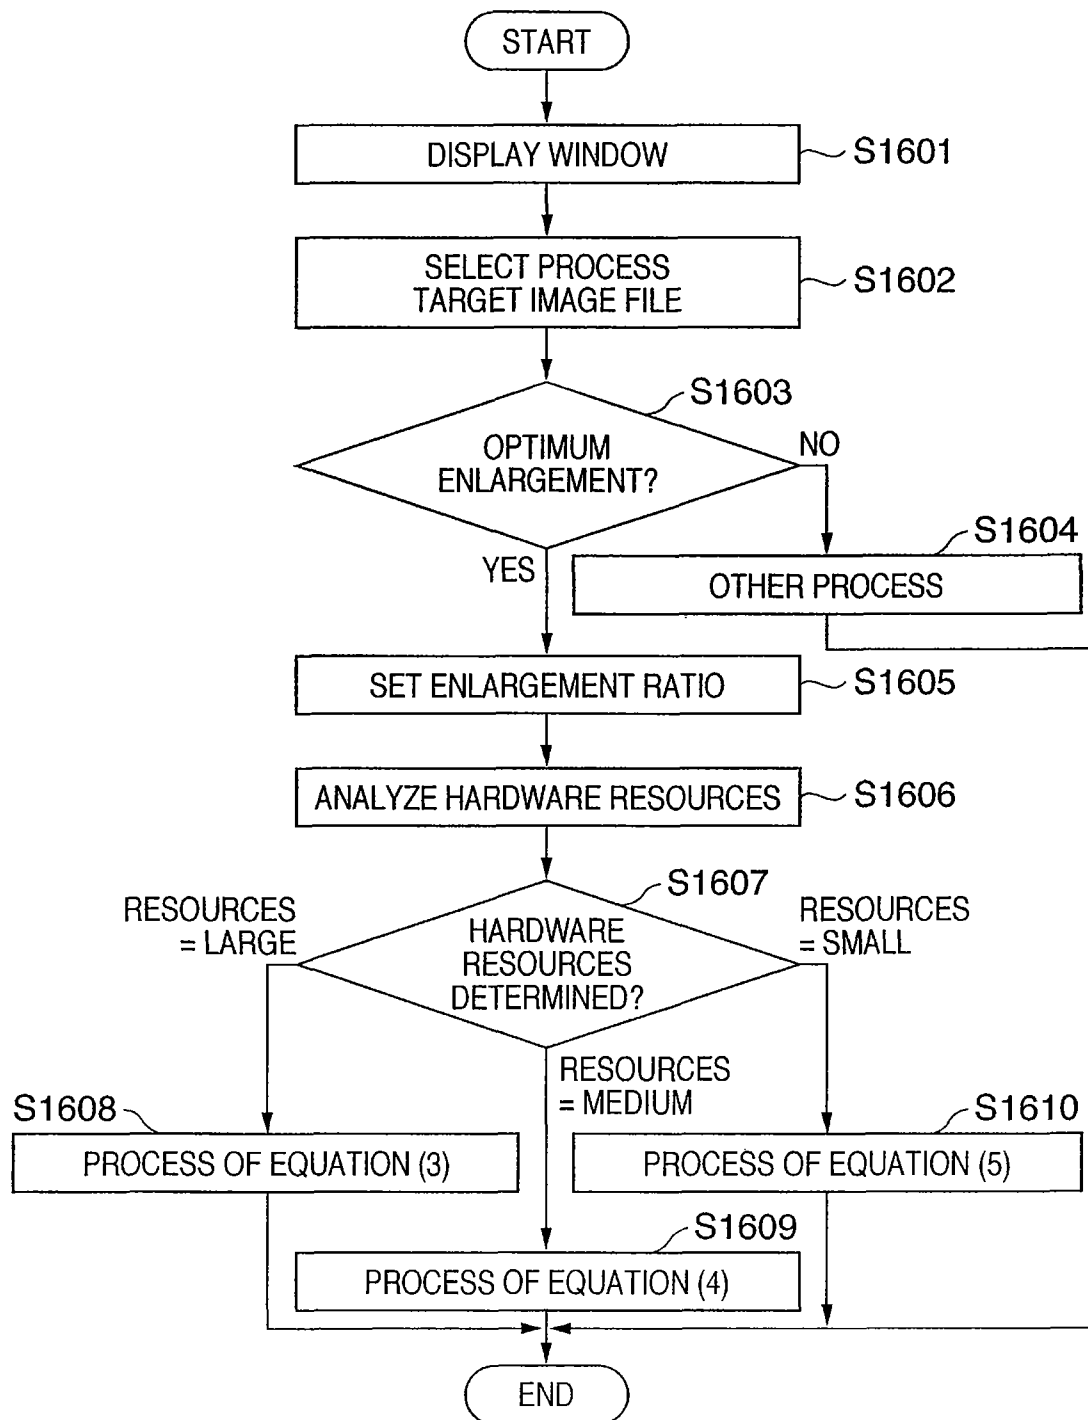 START
DISPLAY WINDOW
S1601
SELECT PROCESS
TARGET IMAGE FILE
S1602
S1603
OPTIMUM
ENLARGEMENT?
NO
YES
S1604
OTHER PROCESS
SET ENLARGEMENT RATIO
S1605
ANALYZE HARDWARE RESOURCES
S1606
S1607
HARDWARE
RESOURCES
DETERMINED?
RESOURCES
= LARGE
RESOURCES
= SMALL
RESOURCES
= MEDIUM
S1608
PROCESS OF EQUATION (3)
S1610
PROCESS OF EQUATION (5)
S1609
PROCESS OF EQUATION (4)
END